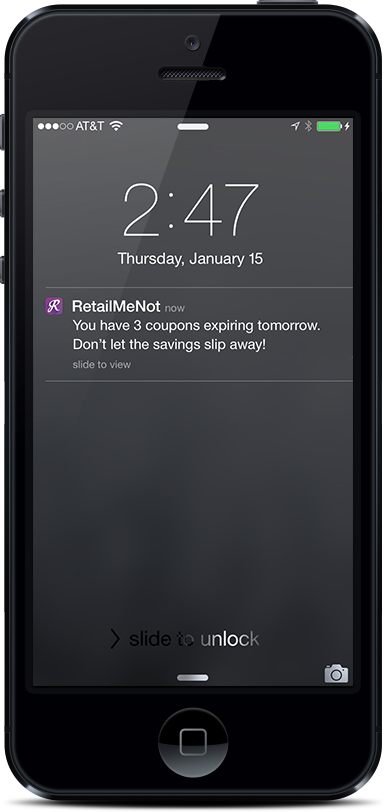 AT&T
2:47
Thursday, January 15
RetailMeNot now
You have 3 coupons expiring tomorrow.
Don't let the savings slip away!
slide to view
slide to unlock